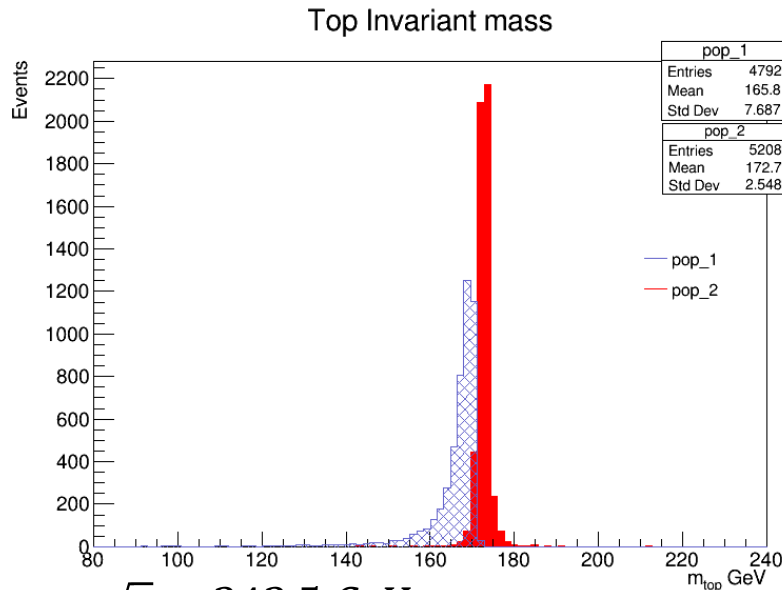 Top Invariant mass
Events
pop_1
Entries 4792
Mean 165.8
Std Dev 7.687
pop_2
Entries 5208
Mean 172.7
Std Dev 2.548
pop_1
pop_2
2200
2000
1800
1600
1400
1200
1000
800
600
400
200
0
80 100 120 140 160 180 200 220 240
m_top GeV